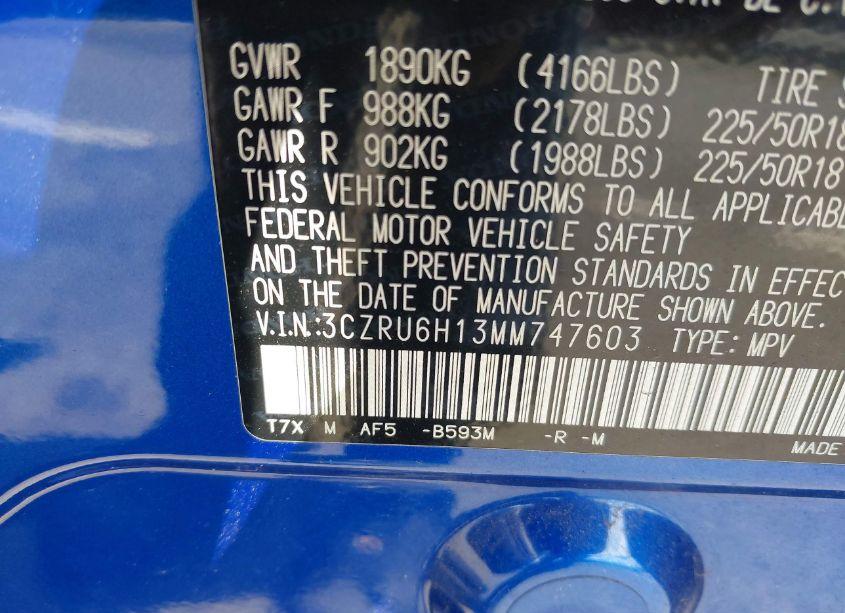 DE C.V.
GVWR 1890KG (4166LBS) TIRE S
GAWR F 988KG (2178LBS) 225/50R18
GAWR R 902KG (1988LBS) 225/50R18
THIS VEHICLE CONFORMS TO ALL APPLICABLE
FEDERAL MOTOR VEHICLE SAFETY
AND THEFT PREVENTION STANDARDS IN EFFEC
ON THE DATE OF MANUFACTURE SHOWN ABOVE.
V.I.N.:3CZRU6H13MM747603 TYPE: MPV
T7X M AF5 -B593M -R -M
MADE